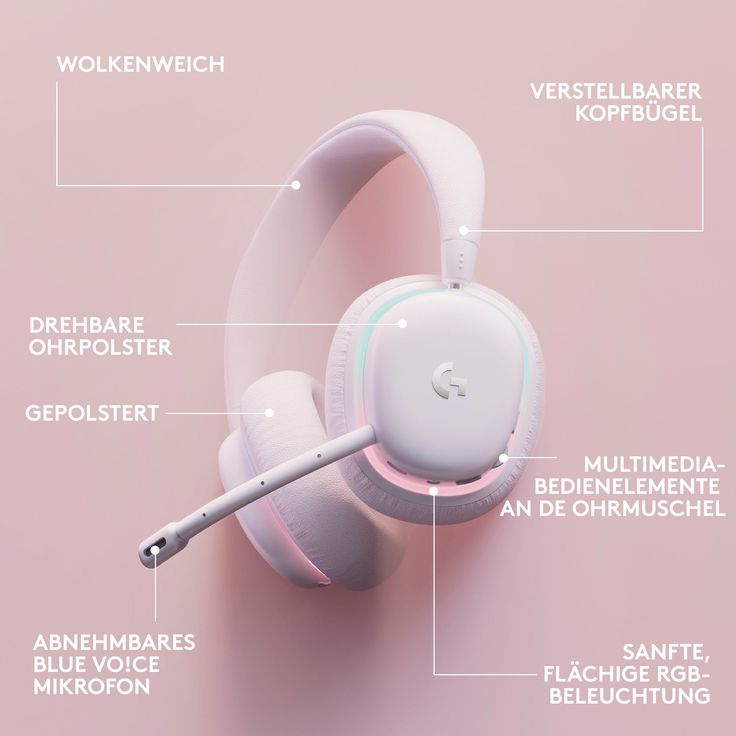 WOLKENWEICH
VERSTELLBARER
KOPFBÜGEL
DREHBARE
OHRPOLSTER
GEPOLSTERT
MULTIMEDIA-
BEDIENELEMENTE
AN DE OHRMUSCHEL
ABNEHMBARES
BLUE VO!CE
MIKROFON
SANFTE,
FLÄCHIGE RGB-
BELEUCHTUNG